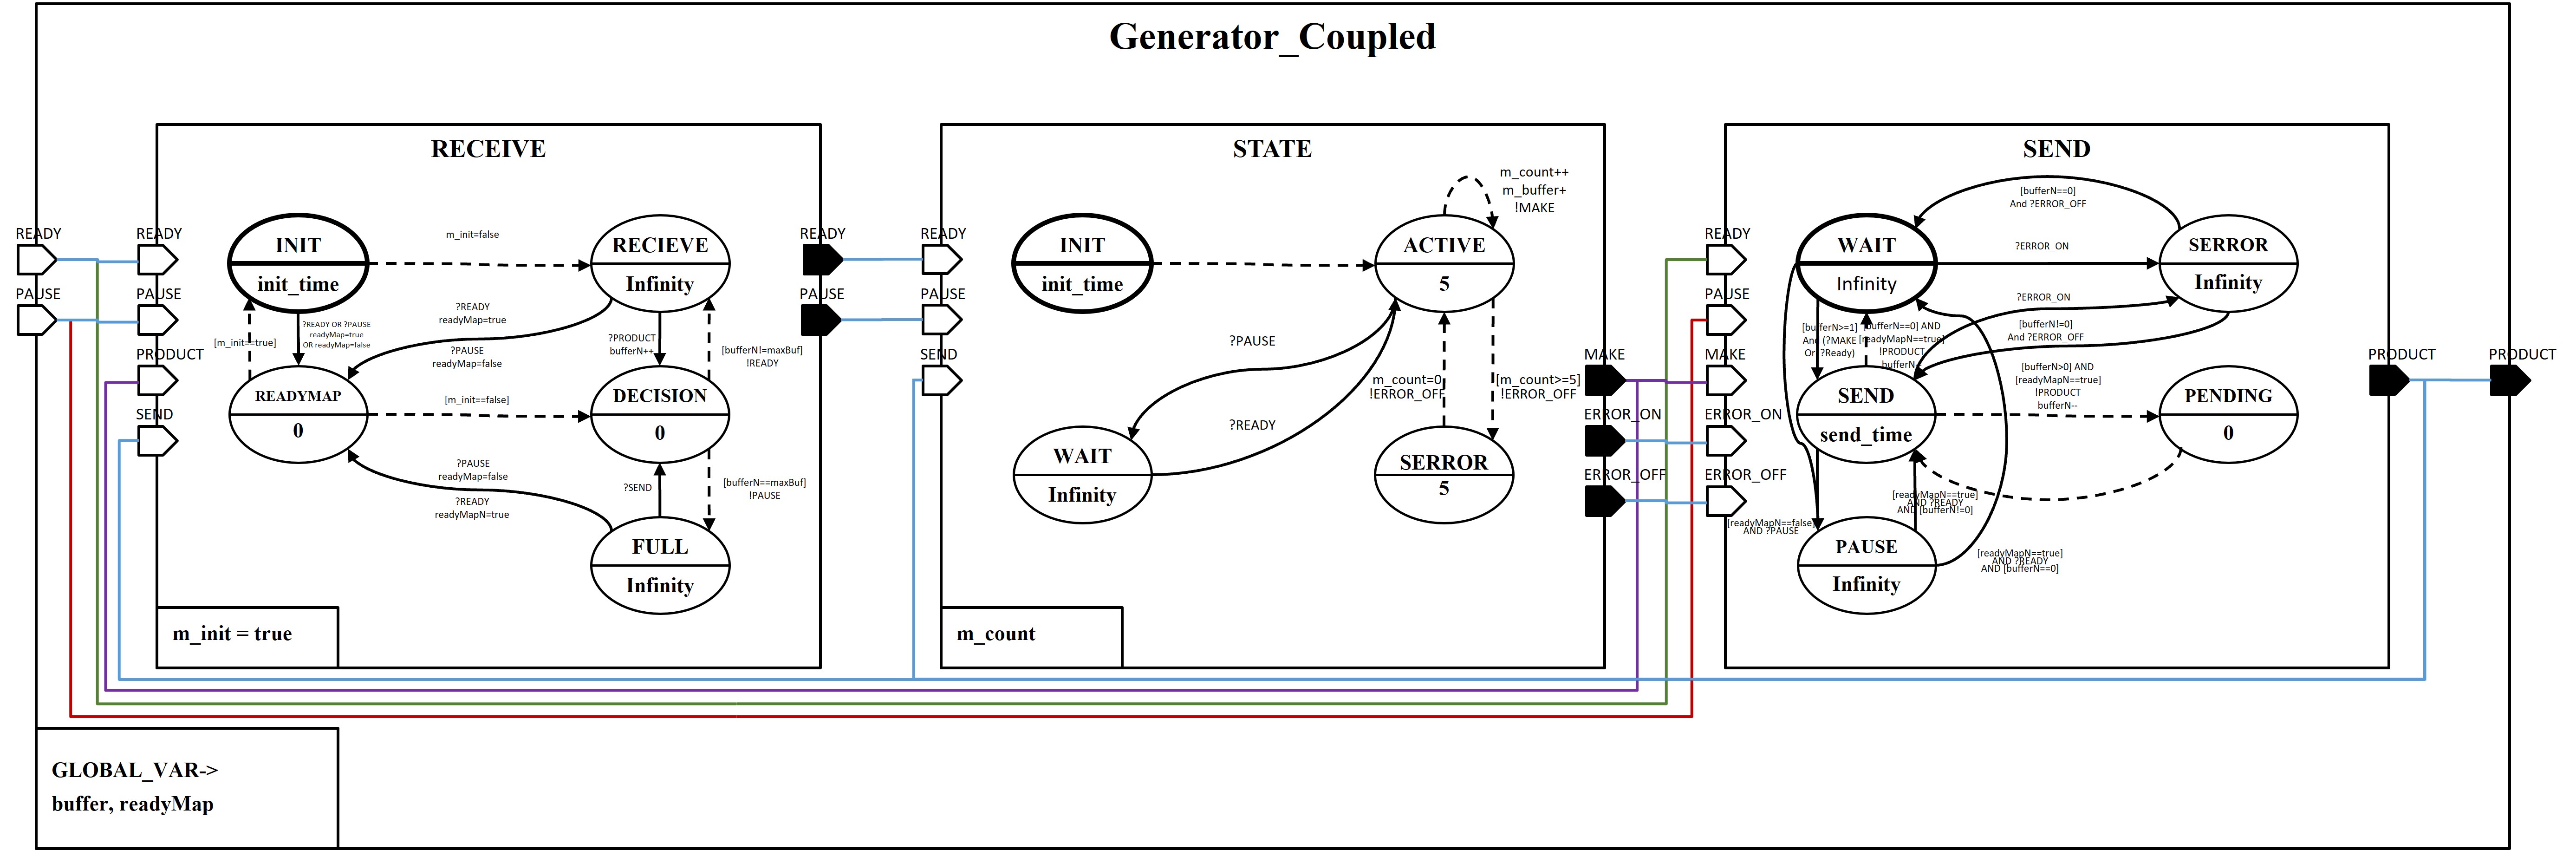 Generator_Coupled
READY
PAUSE
RECEIVE
READY
PAUSE
PRODUCT
SEND
INIT
init_time
m_init=false
RECIEVE
Infinity
?READY OR ?PAUSE
readyMap=true
OR readyMap=false
[m_init==true]
?READY
readyMap=true
?PAUSE
readyMap=false
?PRODUCT
bufferN++
[bufferN!=maxBuf]
!READY
READYMAP
0
[m_init==false]
DECISION
0
?PAUSE
readyMap=false
?READY
readyMapN=true
?SEND
[bufferN==maxBuf]
!PAUSE
FULL
Infinity
m_init = true
READY
PAUSE
STATE
READY
PAUSE
SEND
INIT
init_time
m_count++
m_buffer+
!MAKE
ACTIVE
5
?PAUSE
?READY
m_count=0
!ERROR_OFF
[m_count>=5]
!ERROR_OFF
WAIT
Infinity
SERROR
5
m_count
MAKE
ERROR_ON
ERROR_OFF
SEND
READY
PAUSE
MAKE
ERROR_ON
ERROR_OFF
WAIT
Infinity
[bufferN==0]
And ?ERROR_OFF
?ERROR_ON
SERROR
Infinity
?ERROR_ON
[bufferN!=0]
And ?ERROR_OFF
[bufferN>=1]
And (?MAKE
Or ?Ready)
[bufferN==0] AND
[readyMapN==true]
!PRODUCT
bufferN-
[bufferN>0] AND
[readyMapN==true]
!PRODUCT
bufferN--
SEND
send_time
PENDING
0
[readyMapN==true]
AND ?READY
AND [bufferN!=0]
[readyMapN==false]
AND ?PAUSE
PAUSE
Infinity
[readyMapN==true]
AND ?READY
AND [bufferN==0]
PRODUCT
PRODUCT
GLOBAL_VAR->
buffer, readyMap